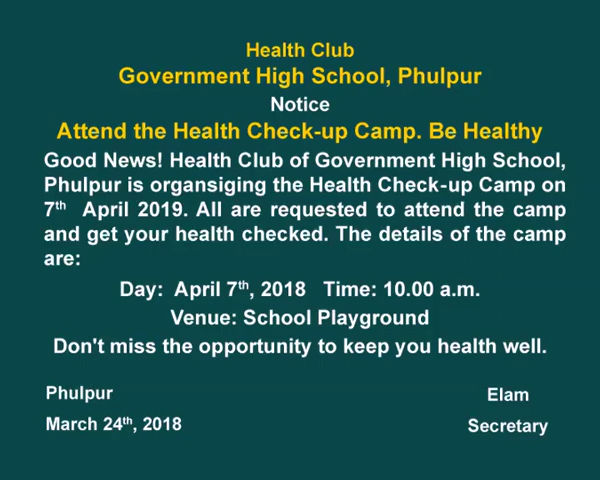 Health Club
Government High School, Phulpur
Notice
Attend the Health Check-up Camp. Be Healthy
Good News! Health Club of Government High School,
Phulpur is organsiging the Health Check-up Camp on
7th April 2019. All are requested to attend the camp
and get your health checked. The details of the camp
are:
Day: April 7th, 2018 Time: 10.00 a.m.
Venue: School Playground
Don't miss the opportunity to keep you health well.
Phulpur
Elam
March 24th, 2018
Secretary